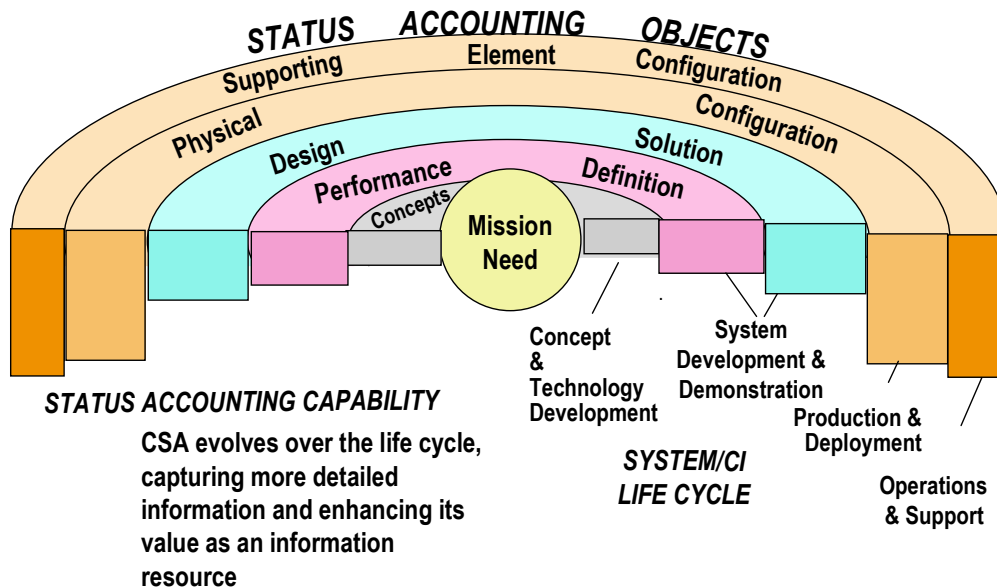 STATUS ACCOUNTING OBJECTS
Supporting Element Configuration
Physical Configuration
Design Solution
Performance Definition
Concepts
Mission
Need
Concept
&
Technology
Development
System
Development &
Demonstration
Production &
Deployment
Operations
& Support
STATUS ACCOUNTING CAPABILITY
CSA evolves over the life cycle,
capturing more detailed
information and enhancing its
value as an information
resource
SYSTEM/CI
LIFE CYCLE